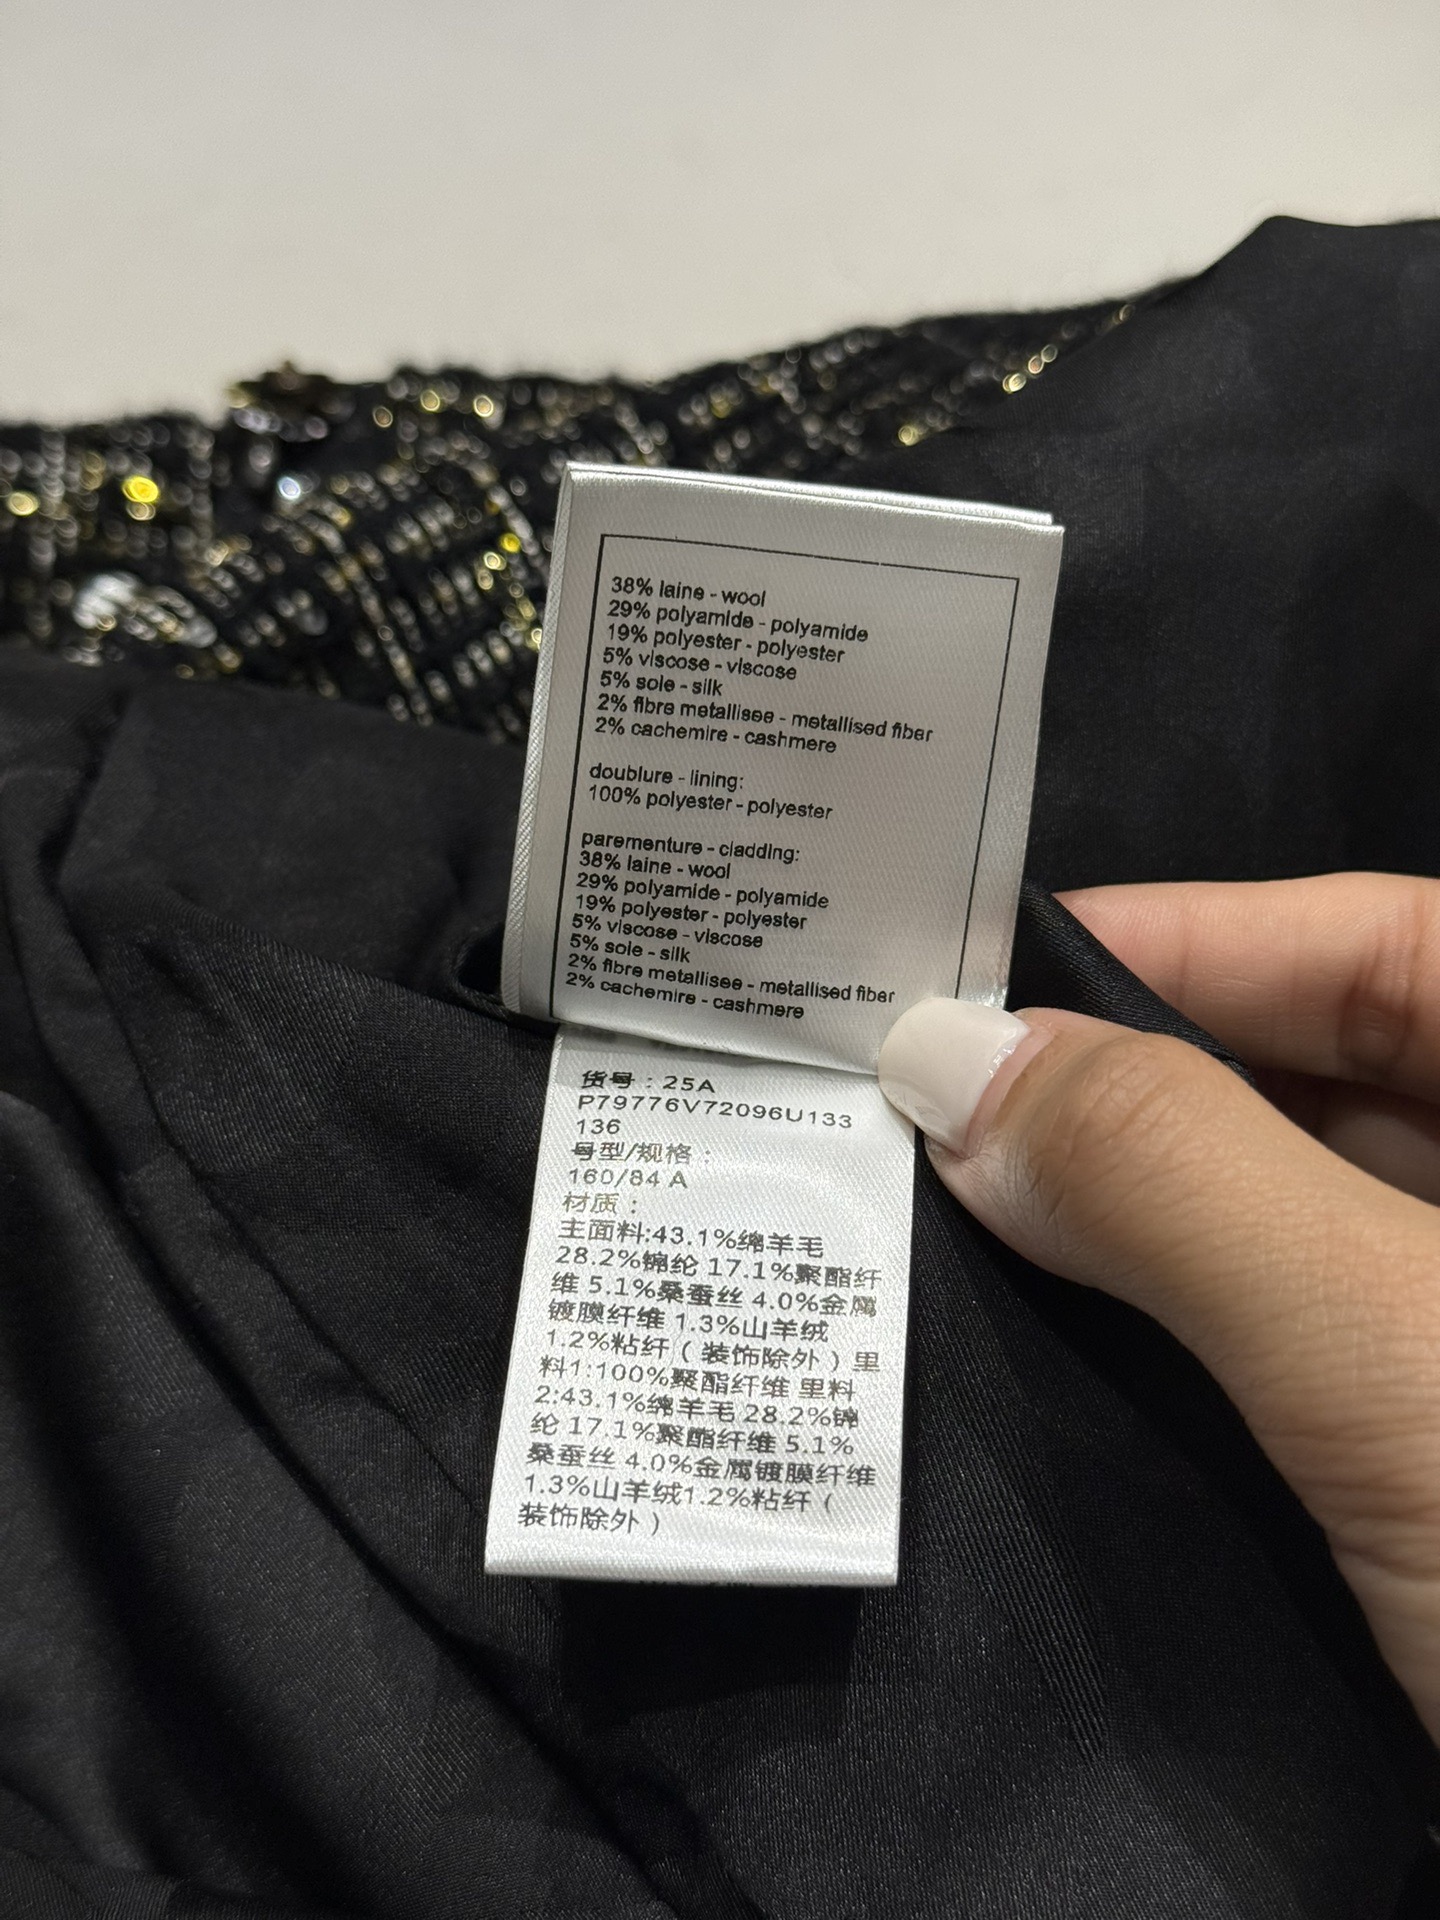 38% laine - wool
29% polyamide - polyamide
19% polyester - polyester
5% viscose - viscose
5% soie - silk
2% fibre metallisee - metallised fiber
2% cachemire - cashmere
doublure - lining:
100% polyester - polyester
parementure - cladding:
38% laine - wool
29% polyamide - polyamide
19% polyester - polyester
5% viscose - viscose
5% soie - silk
2% fibre metallisee - metallised fiber
2% cachemire - cashmere
货号：25A
P79776V72096U133
136
号型/规格：
160/84 A
材质：
主面料:43.1%绵羊毛
28.2%锦纶 17.1%聚酯纤
维 5.1%桑蚕丝 4.0%金属
镀膜纤维 1.3%山羊绒
1.2%粘纤（装饰除外）里
料1:100%聚酯纤维 里料
2:43.1%绵羊毛 28.2%锦
纶 17.1%聚酯纤维 5.1%
桑蚕丝 4.0%金属镀膜纤维
1.3%山羊绒1.2%粘纤（
装饰除外）